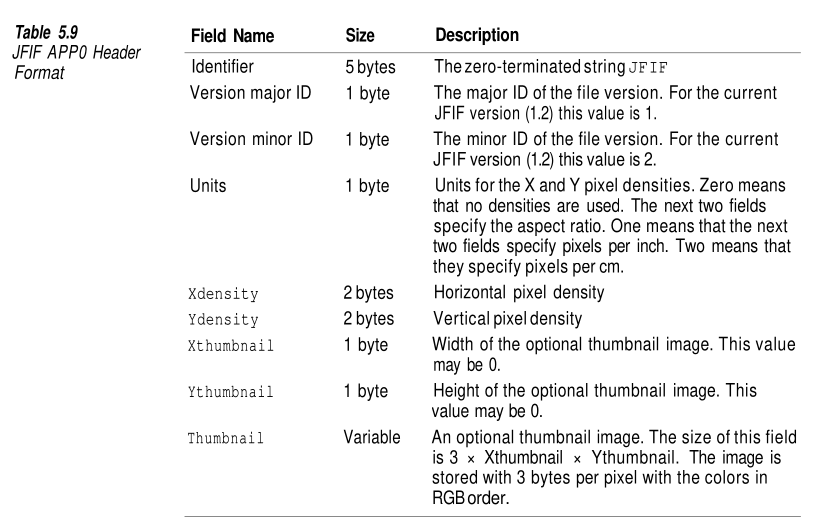 Table 5.9
JFIF APP0 Header
Format
Field Name Size Description
Identifier 5 bytes The zero-terminated string JFIF
Version major ID 1 byte The major ID of the file version. For the current
JFIF version (1.2) this value is 1.
Version minor ID 1 byte The minor ID of the file version. For the current
JFIF version (1.2) this value is 2.
Units 1 byte Units for the X and Y pixel densities. Zero means
that no densities are used. The next two fields
specify the aspect ratio. One means that the next
two fields specify pixels per inch. Two means that
they specify pixels per cm.
Xdensity 2 bytes Horizontal pixel density
Ydensity 2 bytes Vertical pixel density
Xthumbnail 1 byte Width of the optional thumbnail image. This value
may be 0.
Ythumbnail 1 byte Height of the optional thumbnail image. This
value may be 0.
Thumbnail Variable An optional thumbnail image. The size of this field
is 3 × Xthumbnail × Ythumbnail. The image is
stored with 3 bytes per pixel with the colors in
RGB order.